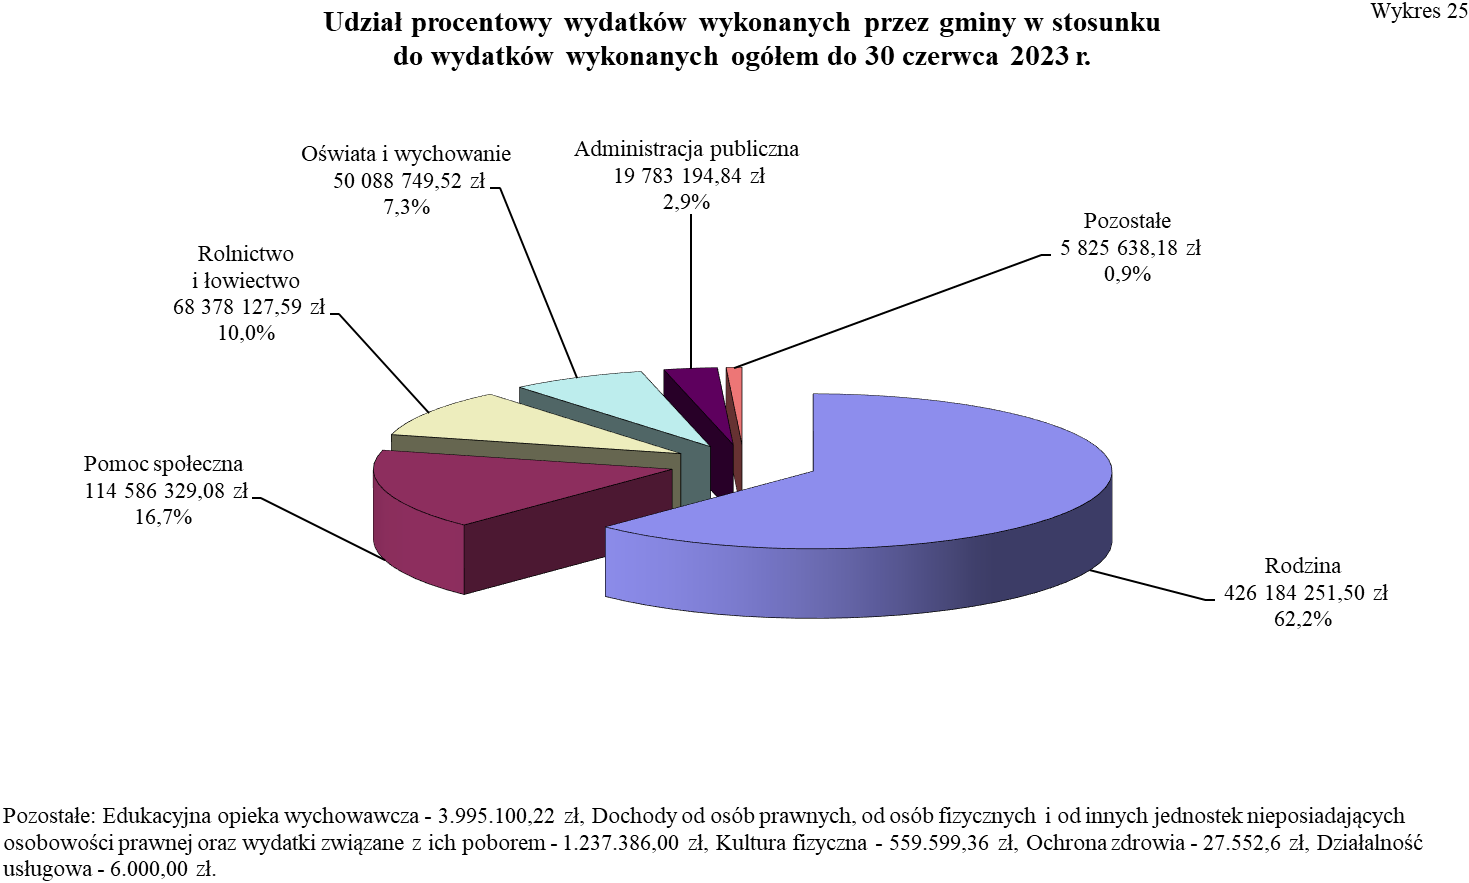 Wykres 25
Udział procentowy wydatków wykonanych przez gminy w stosunku
do wydatków wykonanych ogółem do 30 czerwca 2023 r.
Oświata i wychowanie
50 088 749,52 zł
7,3%
Administracja publiczna
19 783 194,84 zł
2,9%
Pozostałe
5 825 638,18 zł
0,9%
Rolnictwo
i łowiectwo
68 378 127,59 zł
10,0%
Pomoc społeczna
114 586 329,08 zł
16,7%
Rodzina
426 184 251,50 zł
62,2%
Pozostałe: Edukacyjna opieka wychowawcza - 3.995.100,22 zł, Dochody od osób prawnych, od osób fizycznych i od innych jednostek nieposiadających
osobowości prawnej oraz wydatki związane z ich poborem - 1.237.386,00 zł, Kultura fizyczna - 559.599,36 zł, Ochrona zdrowia - 27.552,6 zł, Działalność
usługowa - 6.000,00 zł.